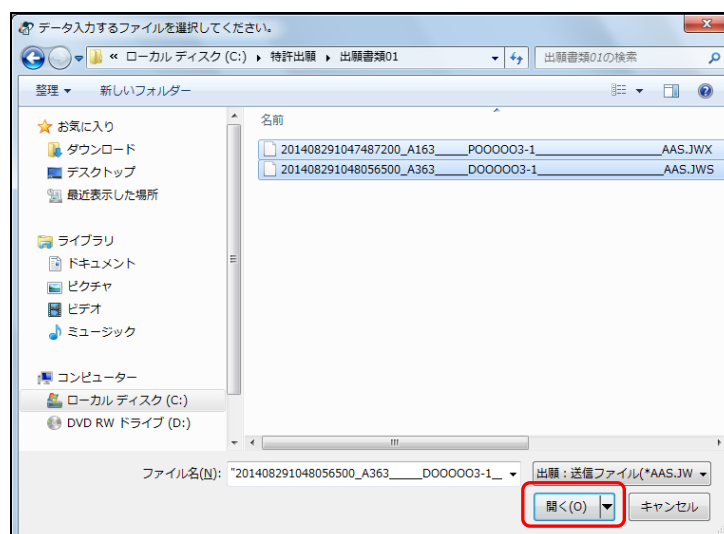 データ入力するファイルを選択してください。
« ローカル ディスク (C:) ▸ 特許出願 ▸ 出願書類01
出願書類01の検索
整理 ▼ 新しいフォルダー
名前
201408291047487200_A163_____POOOOO3-1_________________AAS.JWX
201408291048056500_A363_____DOOOOO3-1_________________AAS.JWS
お気に入り
ダウンロード
デスクトップ
最近表示した場所
ライブラリ
ドキュメント
ピクチャ
ビデオ
ミュージック
コンピューター
ローカル ディスク (C:)
DVD RW ドライブ (D:)
ファイル名(N): "201408291048056500_A363_____DOOOOO3-1__
出願：送信ファイル(*AAS.JW
開く(O)
キャンセル